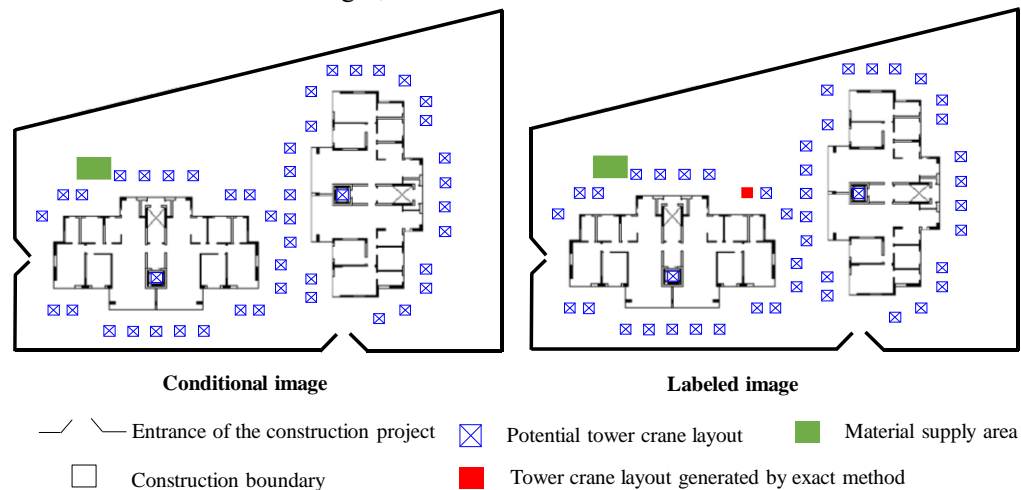 Conditional image
Labeled image
Entrance of the construction project
Potential tower crane layout
Material supply area
Construction boundary
Tower crane layout generated by exact method